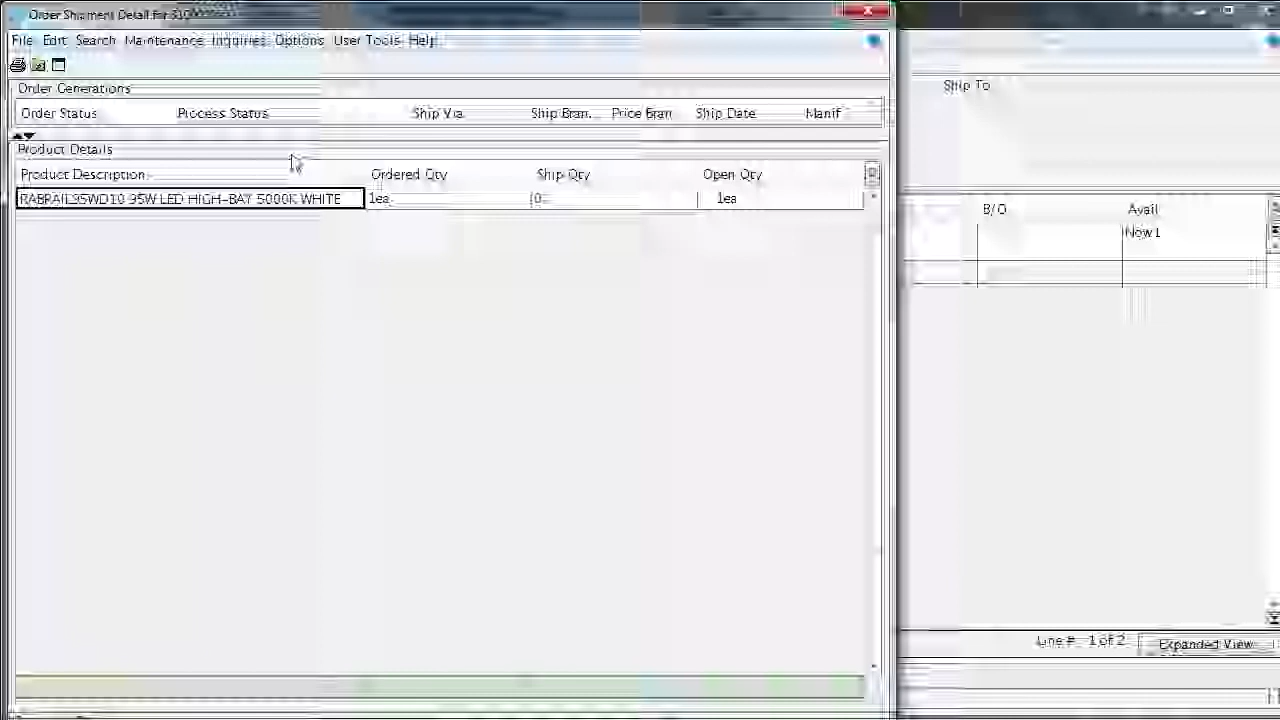 Order Shipment Detail for S10
File Edit Search Maintenance Inquiries Options User Tools Help
Order Generations
Order Status Process Status Ship Via Ship Bran... Price Bran Ship Date Manif
Product Details
Product Description Ordered Qty Ship Qty Open Qty
RABRAIL95WD10 95W LED HIGH-BAY 5000K WHITE 1ea 0 1ea
Ship To
B/O Avail
Now1
Line # 1 of 2 Expanded View